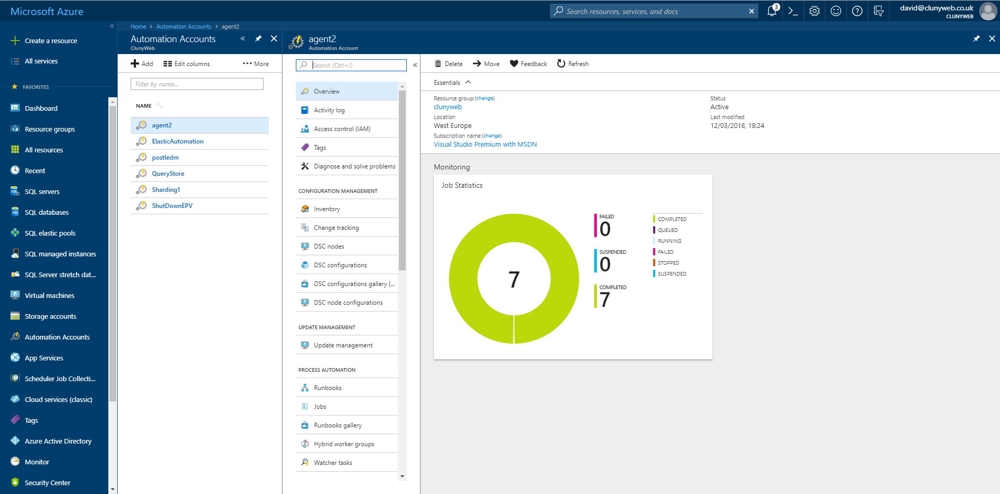 Microsoft Azure
Search resources, services, and docs
3
david@clunyweb.co.uk
CLUNYWEB
Create a resource
All services
FAVORITES
Dashboard
Resource groups
All resources
Recent
SQL servers
SQL databases
SQL elastic pools
SQL managed instances
SQL Server stretch dat...
Virtual machines
Storage accounts
Automation Accounts
App Services
Scheduler Job Collecti...
Cloud services (classic)
Tags
Azure Active Directory
Monitor
Security Center
Home > Automation Accounts > agent2
Automation Accounts
ClunyWeb
Add Edit columns More
Filter by name...
NAME
agent2
ElasticAutomation
postledm
QueryStore
Sharding1
ShutDownEPV
agent2
Automation Account
Search (Ctrl+/)
Overview
Activity log
Access control (IAM)
Tags
Diagnose and solve problems
CONFIGURATION MANAGEMENT
Inventory
Change tracking
DSC nodes
DSC configurations
DSC configurations gallery (...
DSC node configurations
UPDATE MANAGEMENT
Update management
PROCESS AUTOMATION
Runbooks
Jobs
Runbooks gallery
Hybrid worker groups
Watcher tasks
Delete Move Feedback Refresh
Essentials
Resource group (change)
clunyweb
Location
West Europe
Subscription name (change)
Visual Studio Premium with MSDN
Status
Active
Last modified
12/03/2018, 18:24
Monitoring
Job Statistics
7
FAILED
0
SUSPENDED
0
COMPLETED
7
COMPLETED
QUEUED
RUNNING
FAILED
STOPPED
SUSPENDED